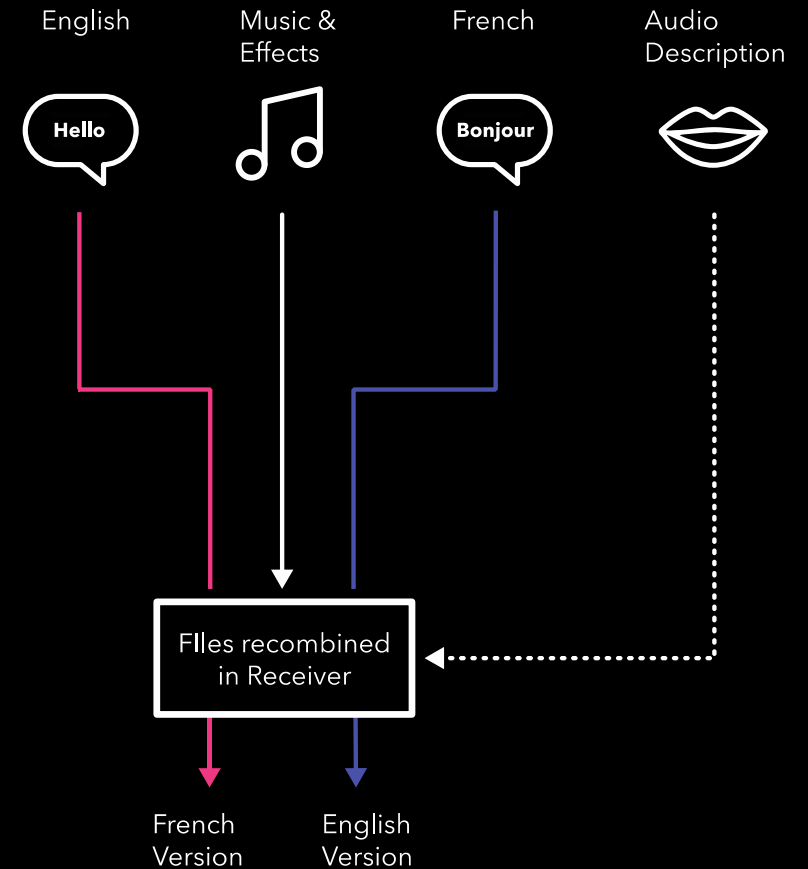 English
Music &
Effects
French
Audio
Description
Hello
Bonjour
FIles recombined
in Receiver
French
Version
English
Version